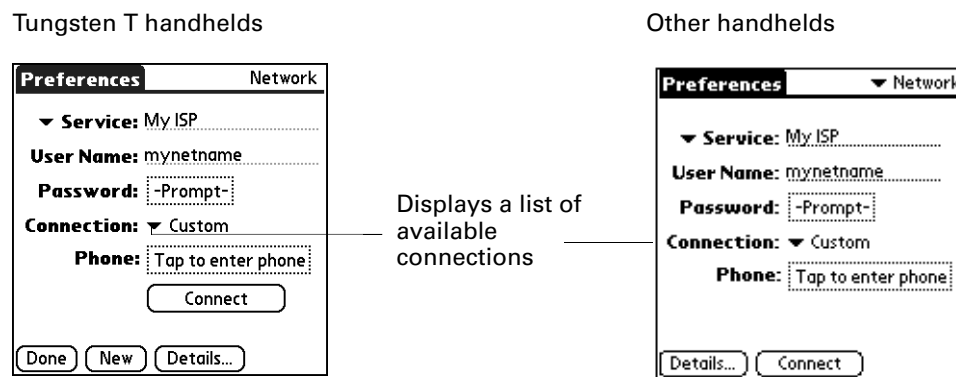 Tungsten T handhelds
Preferences Network
Service: My ISP
User Name: mynetname
Password: -Prompt-
Connection: Custom
Phone: Tap to enter phone
Connect
Done New Details...
Displays a list of
available
connections
Other handhelds
Preferences Network
Service: My ISP
User Name: mynetname
Password: -Prompt-
Connection: Custom
Phone: Tap to enter phone
Details... Connect